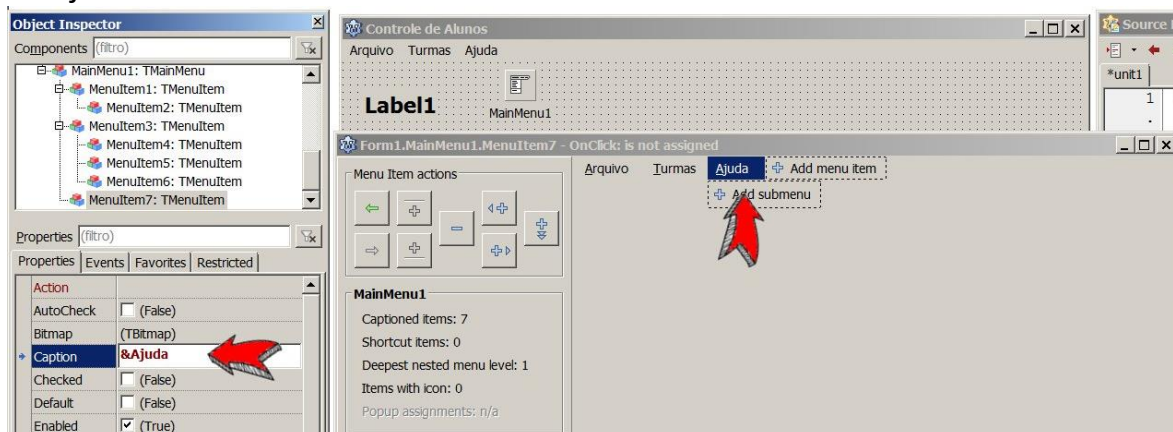 Object Inspector
Components (filtro)
MainMenu1: TMainMenu
MenuItem1: TMenuItem
MenuItem2: TMenuItem
MenuItem3: TMenuItem
MenuItem4: TMenuItem
MenuItem5: TMenuItem
MenuItem6: TMenuItem
MenuItem7: TMenuItem
Properties (filtro)
Properties Events Favorites Restricted
Action
AutoCheck (False)
Bitmap (TBitmap)
Caption &Ajuda
Checked (False)
Default (False)
Enabled (True)
Controle de Alunos
Arquivo Turmas Ajuda
Label1
MainMenu1
Form1.MainMenu1.MenuItem7 - OnClick: is not assigned
Menu Item actions
Arquivo Turmas Ajuda Add menu item
Add submenu
MainMenu1
Captioned items: 7
Shortcut items: 0
Deepest nested menu level: 1
Items with icon: 0
Popup assignments: n/a
Source
*unit1
1
.